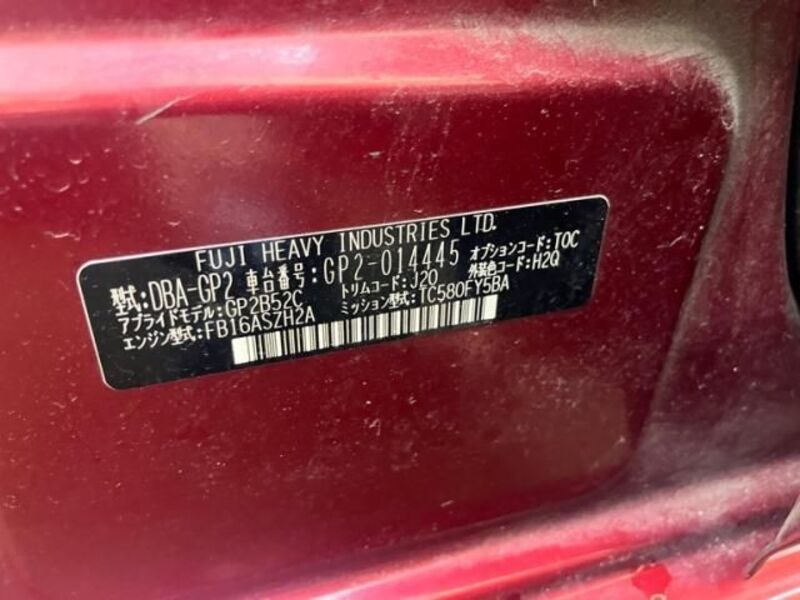 FUJI HEAVY INDUSTRIES LTD.
型式:DBA-GP2 車台番号:GP2-014445 オプションコード:TOC
アプライドモデル:GP2B52C トリムコード:J20 外装色コード:H2Q
エンジン型式:FB16ASZH2A ミッション型式:TC580FY5BA